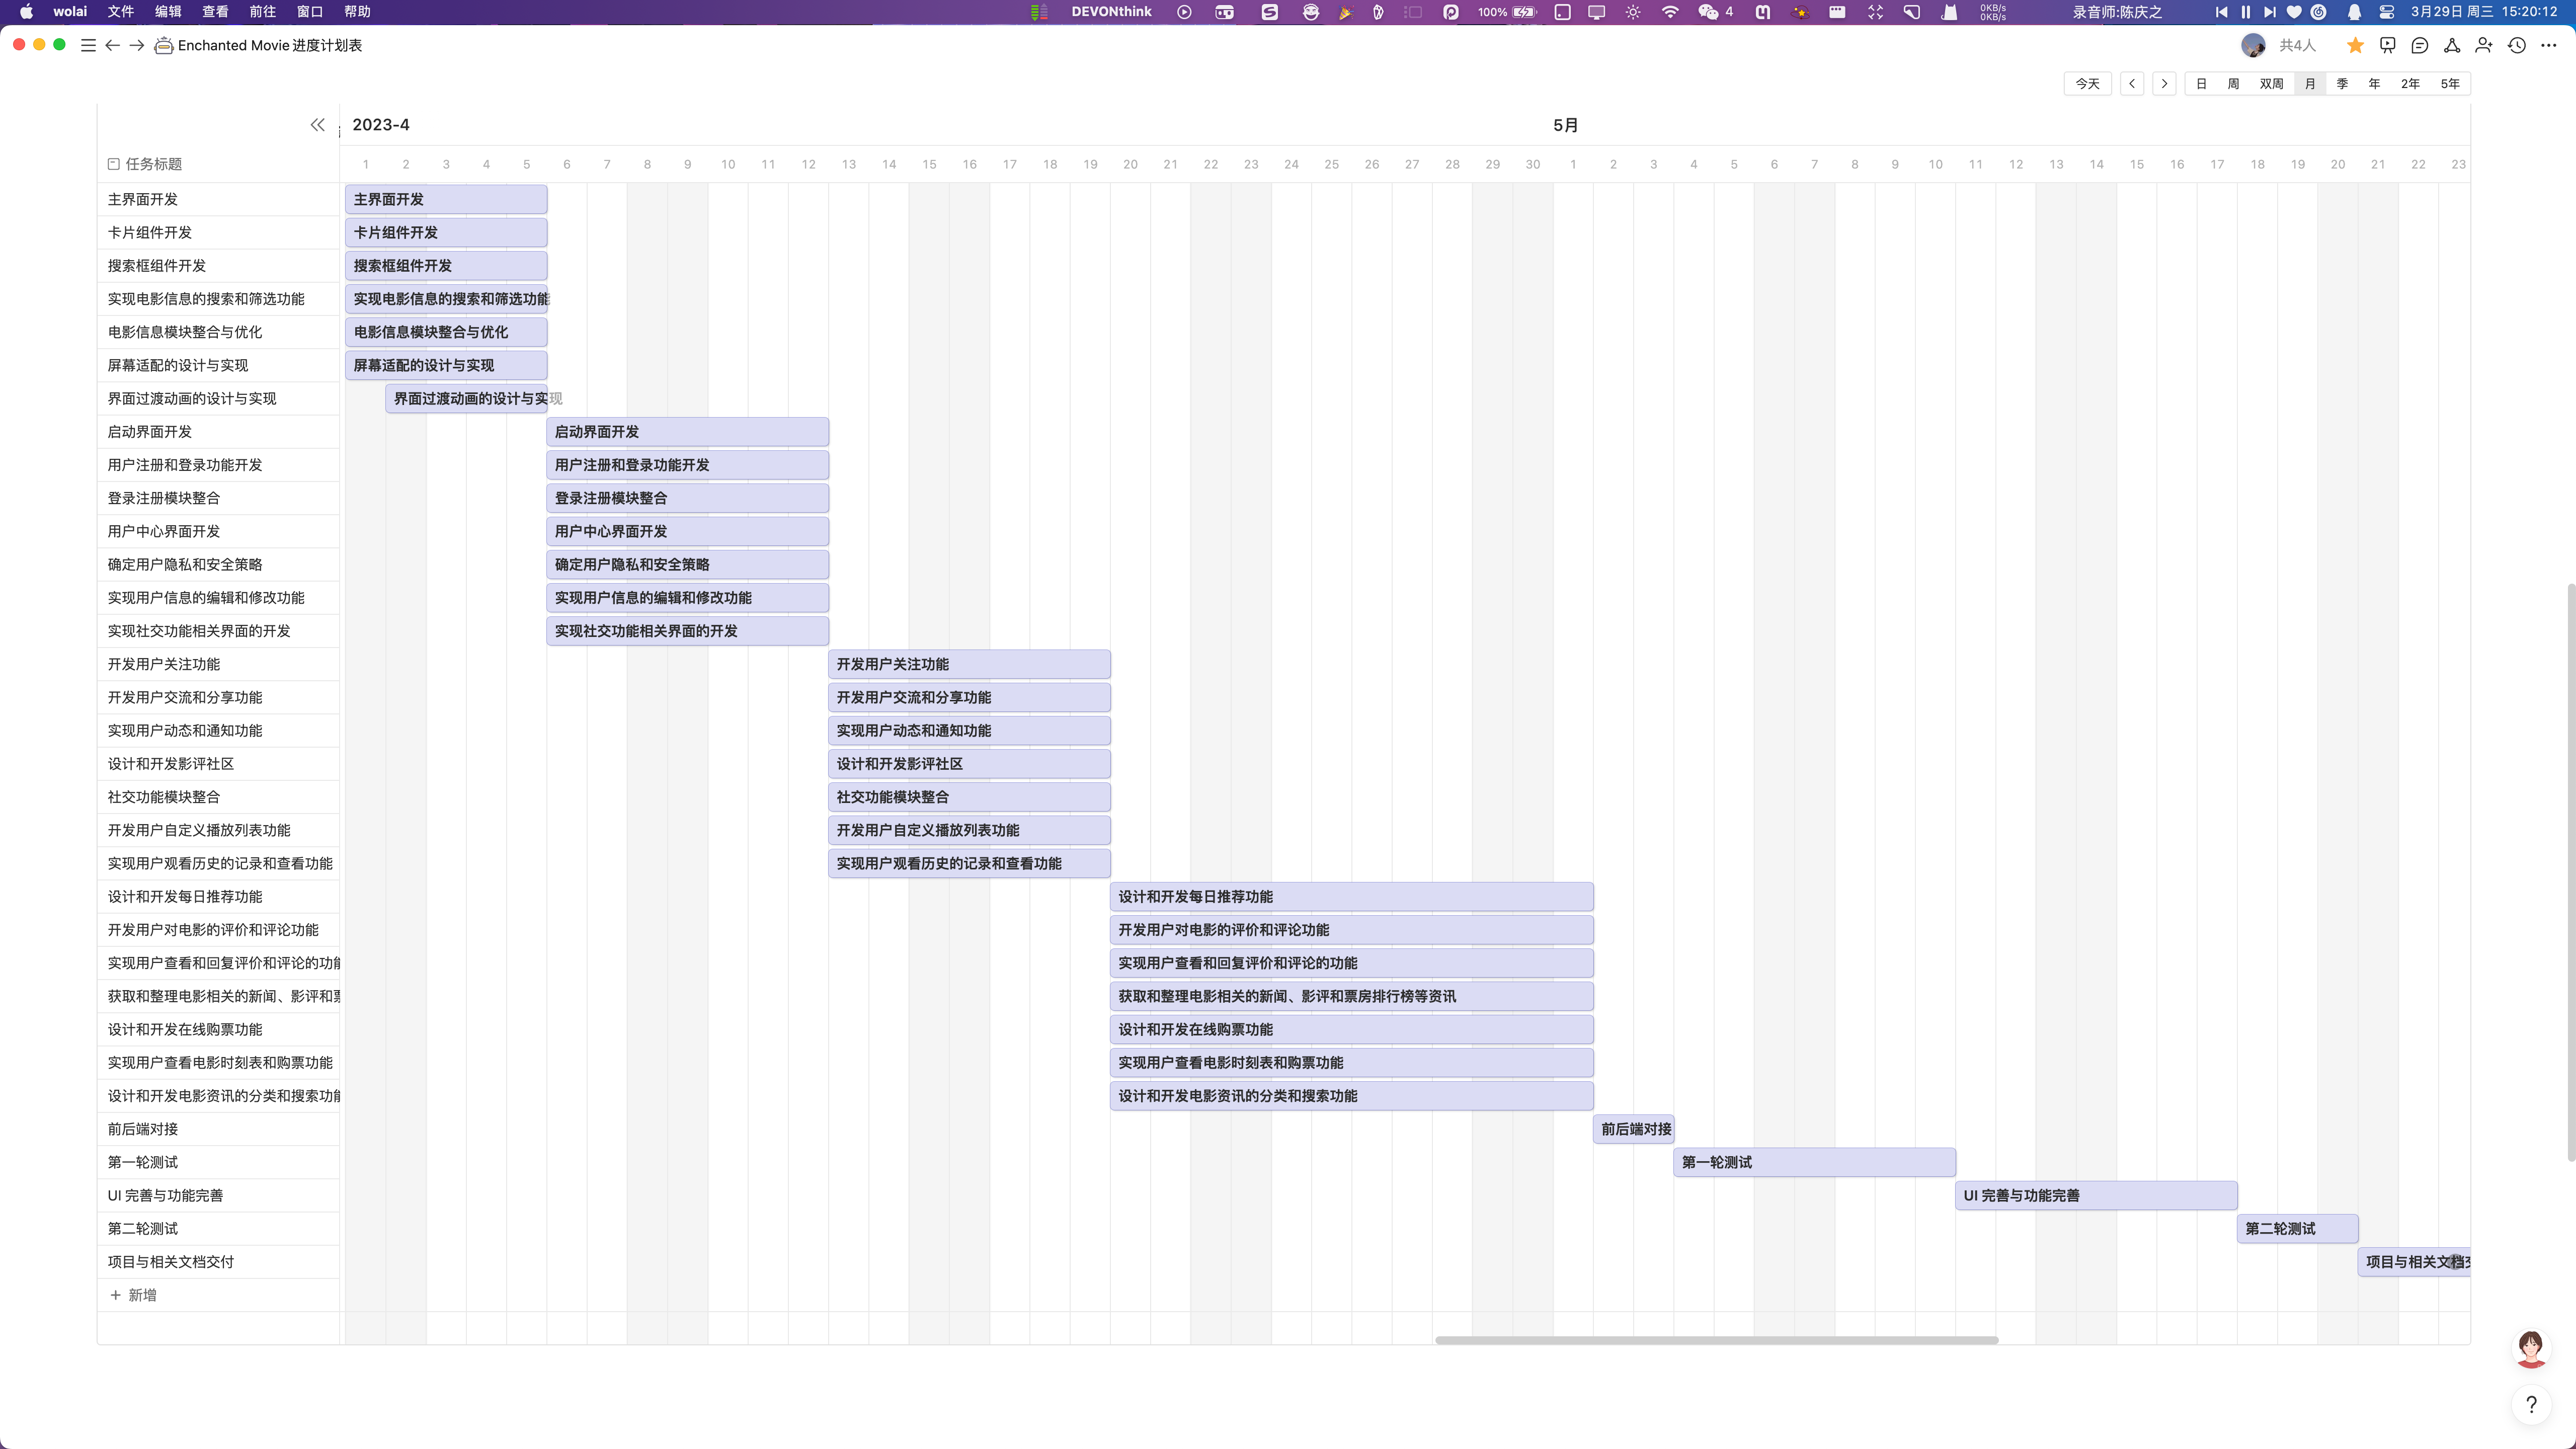 wolai 文件 编辑 查看 前往 窗口 帮助 DEVONthink 100% 4 0KB/s 0KB/s 录音师:陈庆之 3月29日 周三 15:20:12
Enchanted Movie 进度计划表 共4人
今天 日 周 双周 月 季 年 2年 5年
2023-4 5月
任务标题 1 2 3 4 5 6 7 8 9 10 11 12 13 14 15 16 17 18 19 20 21 22 23 24 25 26 27 28 29 30 1 2 3 4 5 6 7 8 9 10 11 12 13 14 15 16 17 18 19 20 21 22 23
主界面开发 主界面开发
卡片组件开发 卡片组件开发
搜索框组件开发 搜索框组件开发
实现电影信息的搜索和筛选功能 实现电影信息的搜索和筛选功能
电影信息模块整合与优化 电影信息模块整合与优化
屏幕适配的设计与实现 屏幕适配的设计与实现
界面过渡动画的设计与实现 界面过渡动画的设计与实现
启动界面开发 启动界面开发
用户注册和登录功能开发 用户注册和登录功能开发
登录注册模块整合 登录注册模块整合
用户中心界面开发 用户中心界面开发
确定用户隐私和安全策略 确定用户隐私和安全策略
实现用户信息的编辑和修改功能 实现用户信息的编辑和修改功能
实现社交功能相关界面的开发 实现社交功能相关界面的开发
开发用户关注功能 开发用户关注功能
开发用户交流和分享功能 开发用户交流和分享功能
实现用户动态和通知功能 实现用户动态和通知功能
设计和开发影评社区 设计和开发影评社区
社交功能模块整合 社交功能模块整合
开发用户自定义播放列表功能 开发用户自定义播放列表功能
实现用户观看历史的记录和查看功能 实现用户观看历史的记录和查看功能
设计和开发每日推荐功能 设计和开发每日推荐功能
开发用户对电影的评价和评论功能 开发用户对电影的评价和评论功能
实现用户查看和回复评价和评论的功能 实现用户查看和回复评价和评论的功能
获取和整理电影相关的新闻、影评和票 获取和整理电影相关的新闻、影评和票房排行榜等资讯
设计和开发在线购票功能 设计和开发在线购票功能
实现用户查看电影时刻表和购票功能 实现用户查看电影时刻表和购票功能
设计和开发电影资讯的分类和搜索功能 设计和开发电影资讯的分类和搜索功能
前后端对接 前后端对接
第一轮测试 第一轮测试
UI 完善与功能完善 UI 完善与功能完善
第二轮测试 第二轮测试
项目与相关文档交付 项目与相关文档交
新增
?